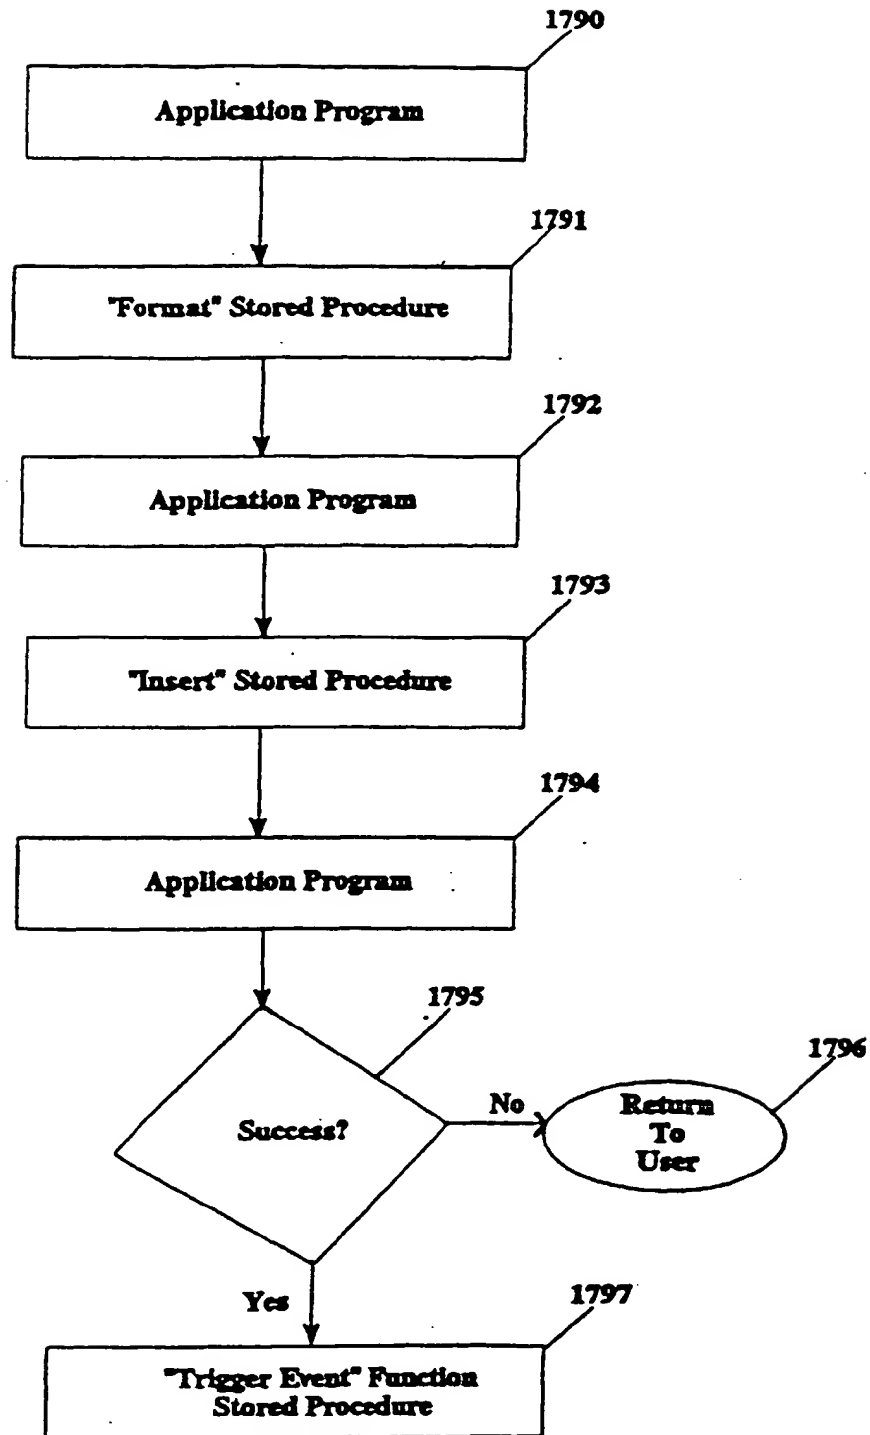 1790
Application Program
1791
"Format" Stored Procedure
1792
Application Program
1793
"Insert" Stored Procedure
1794
Application Program
1795
Success?
No
1796
Return
To
User
Yes
1797
"Trigger Event" Function
Stored Procedure